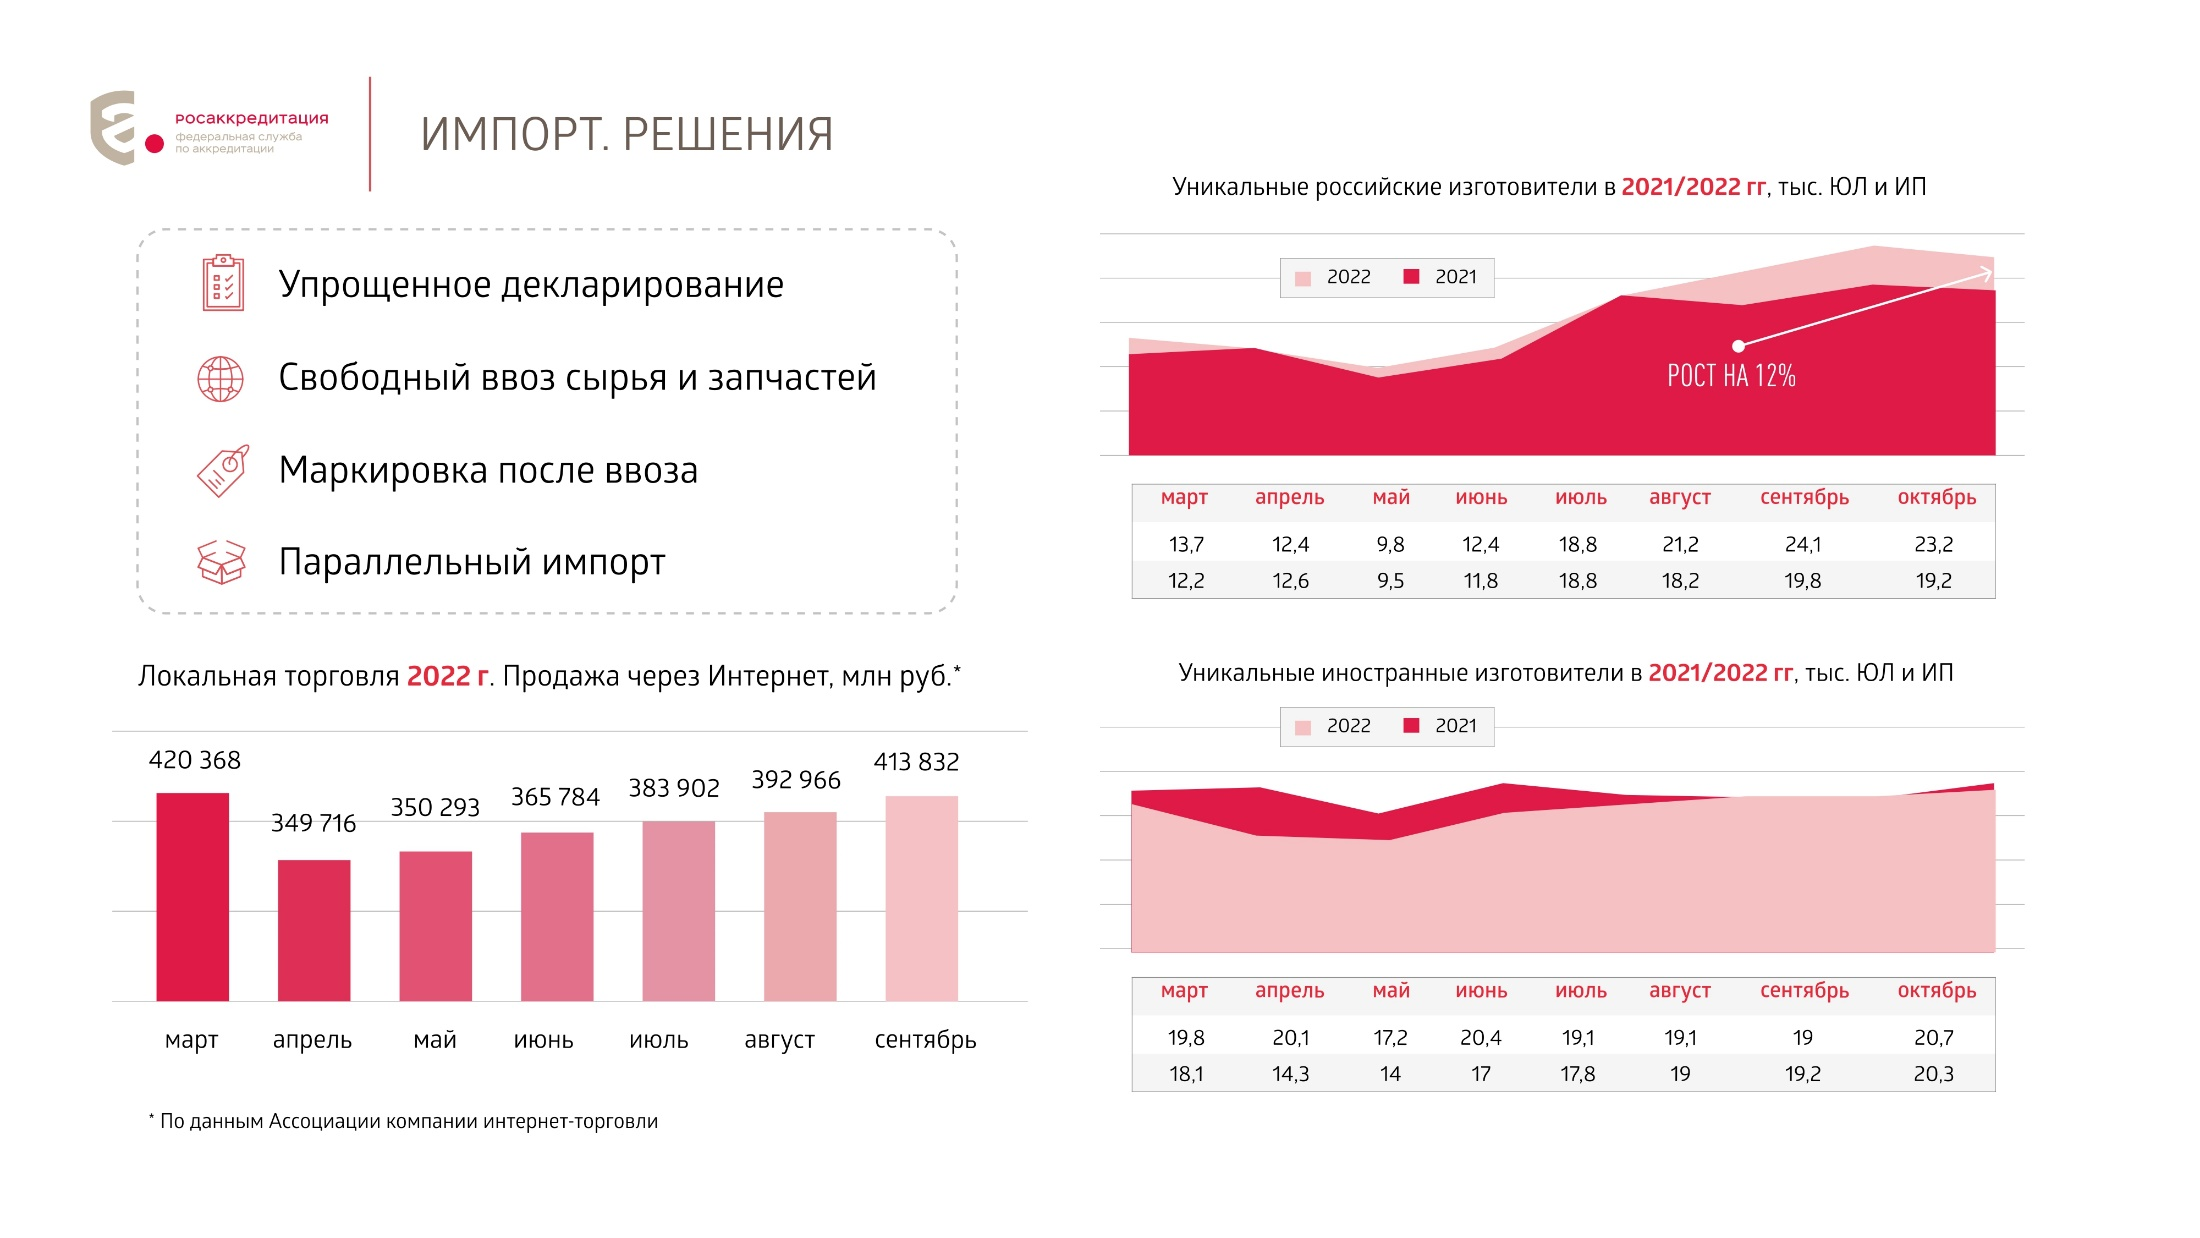 росаккредитация
федеральная служба
по аккредитации
ИМПОРТ. РЕШЕНИЯ
Упрощенное декларирование
Свободный ввоз сырья и запчастей
Маркировка после ввоза
Параллельный импорт
Локальная торговля 2022 г. Продажа через Интернет, млн руб.*
420 368
349 716
350 293
365 784
383 902
392 966
413 832
март апрель май июнь июль август сентябрь
* По данным Ассоциации компании интернет-торговли
Уникальные российские изготовители в 2021/2022 гг, тыс. ЮЛ и ИП
2022 2021
РОСТ НА 12%
март апрель май июнь июль август сентябрь октябрь
13,7 12,4 9,8 12,4 18,8 21,2 24,1 23,2
12,2 12,6 9,5 11,8 18,8 18,2 19,8 19,2
Уникальные иностранные изготовители в 2021/2022 гг, тыс. ЮЛ и ИП
2022 2021
март апрель май июнь июль август сентябрь октябрь
19,8 20,1 17,2 20,4 19,1 19,1 19 20,7
18,1 14,3 14 17 17,8 19 19,2 20,3